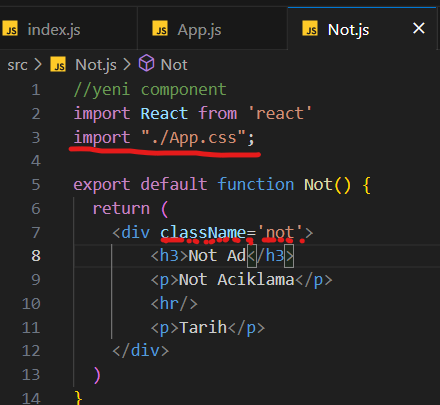 JS index.js JS App.js JS Not.js ×
src > JS Not.js > Not
1 //yeni component
2 import React from 'react'
3 import "./App.css";
4
5 export default function Not() {
6 return (
7 <div className='not'>
8 <h3>Not Ad</h3>
9 <p>Not Aciklama</p>
10 <hr/>
11 <p>Tarih</p>
12 </div>
13 )
14 }